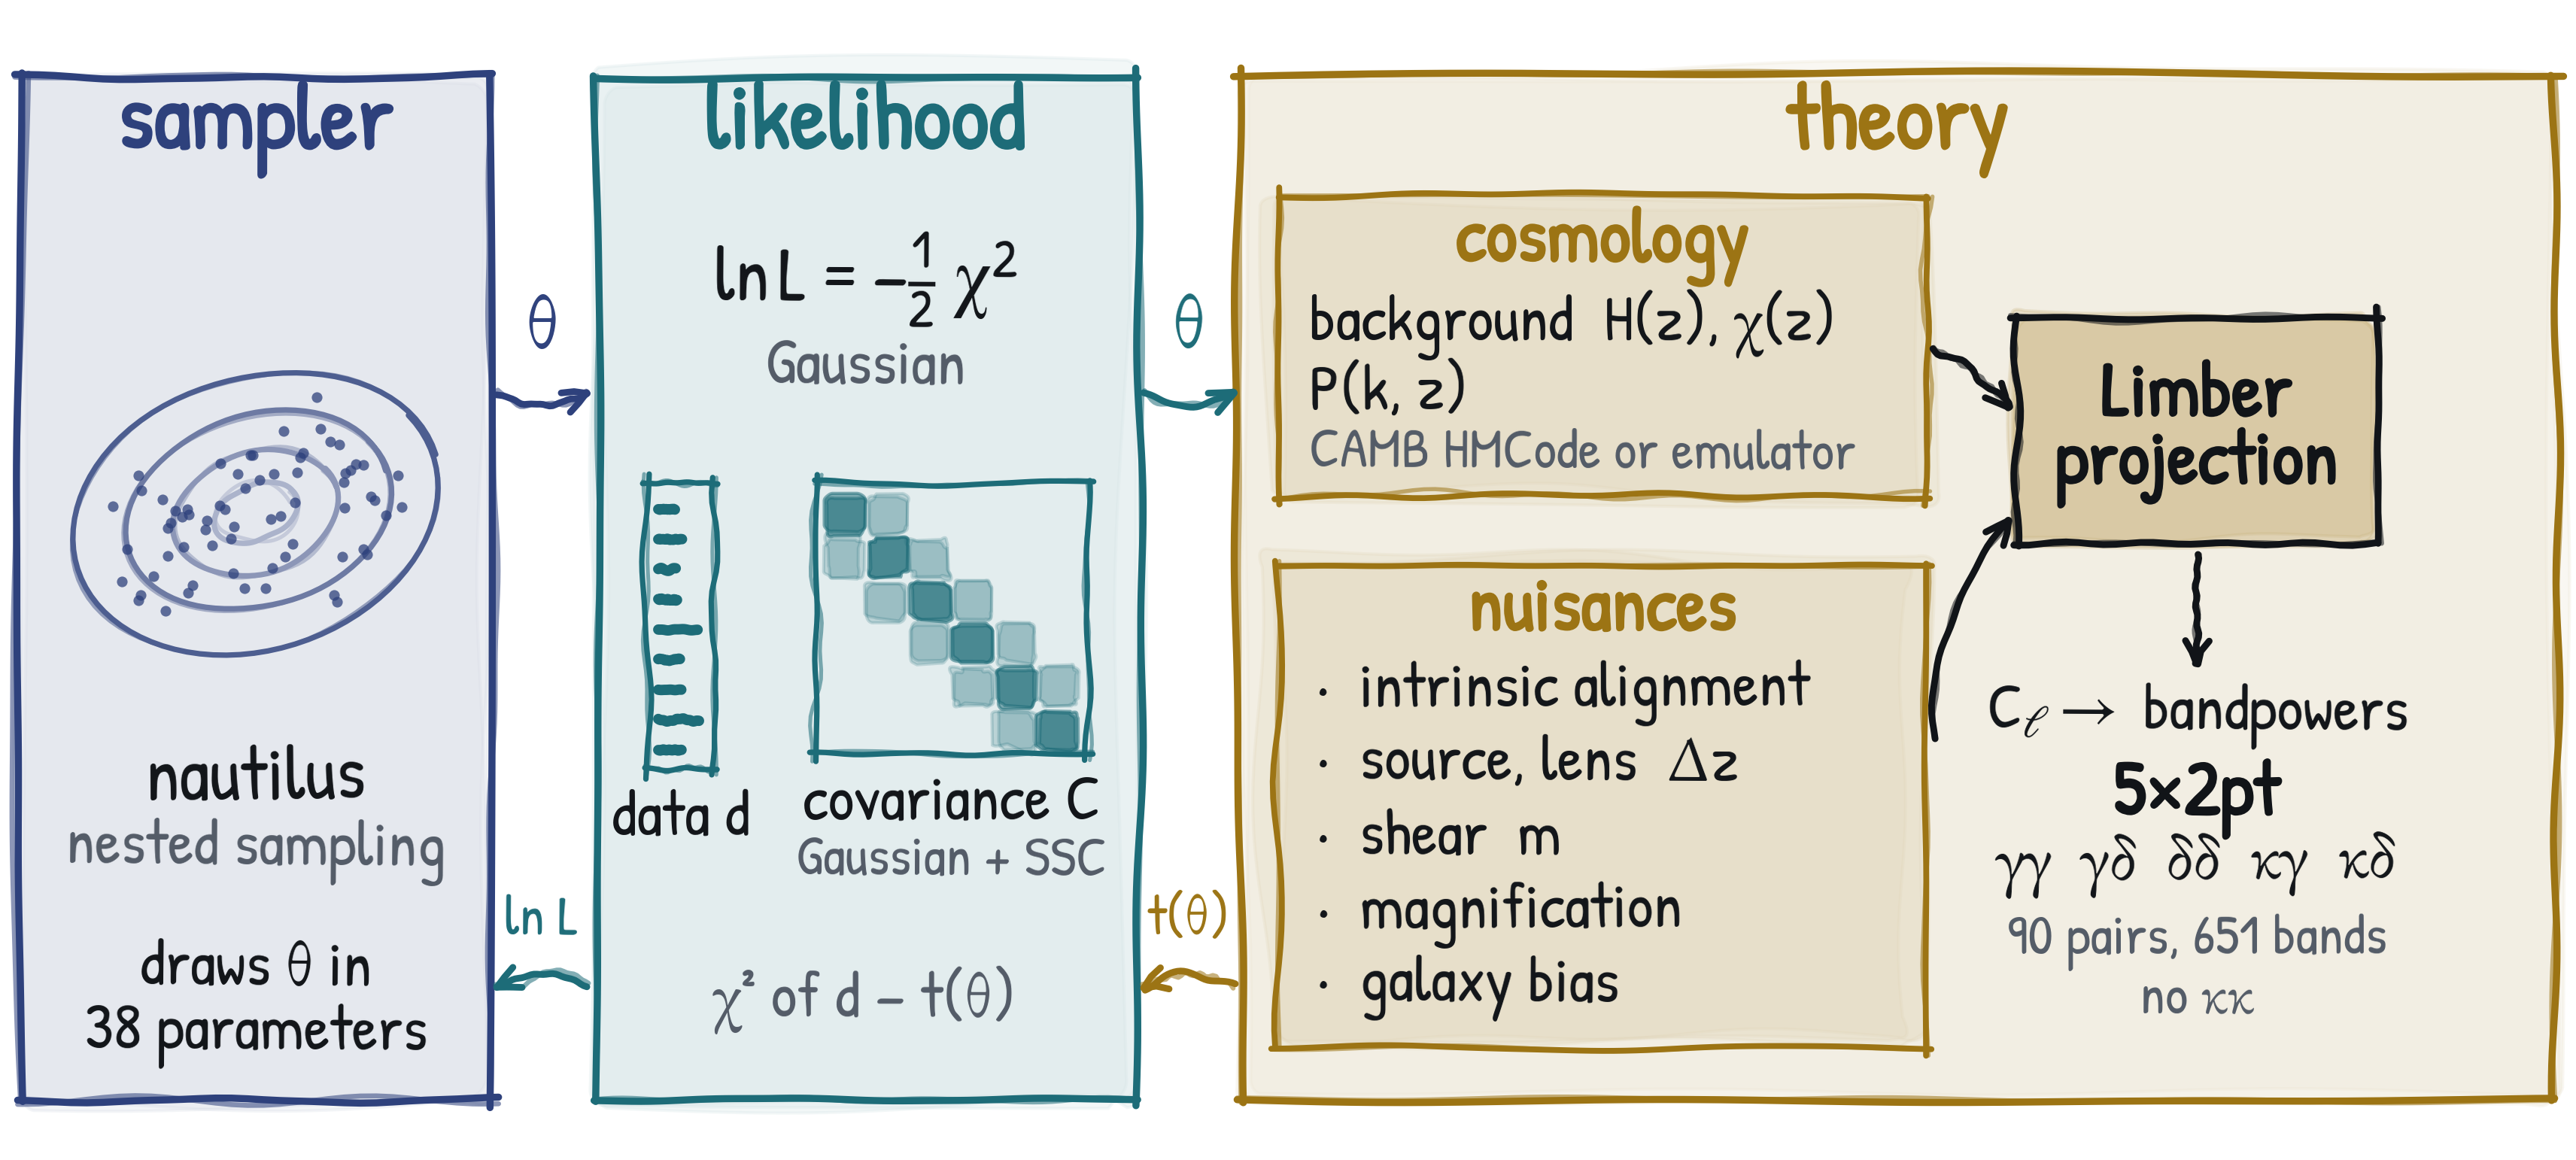 sampler
nautilus
nested sampling
draws θ in
38 parameters
θ
ln L
likelihood
ln L = -1/2 χ²
Gaussian
data d
covariance C
Gaussian + SSC
χ² of d − t(θ)
θ
t(θ)
theory
cosmology
background H(z), χ(z)
P(k, z)
CAMB HMCode or emulator
nuisances
· intrinsic alignment
· source, lens Δz
· shear m
· magnification
· galaxy bias
Limber
projection
C_ℓ → bandpowers
5×2pt
γγ γδ δδ κγ κδ
90 pairs, 651 bands
no κκ